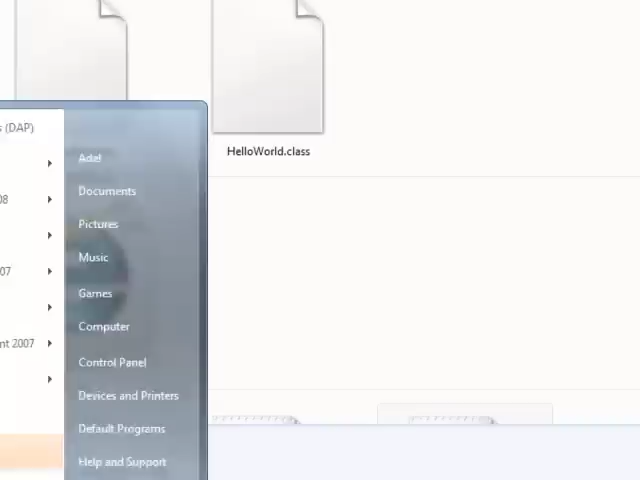 HelloWorld.class
s (DAP)
08
07
nt 2007
Adel
Documents
Pictures
Music
Games
Computer
Control Panel
Devices and Printers
Default Programs
Help and Support